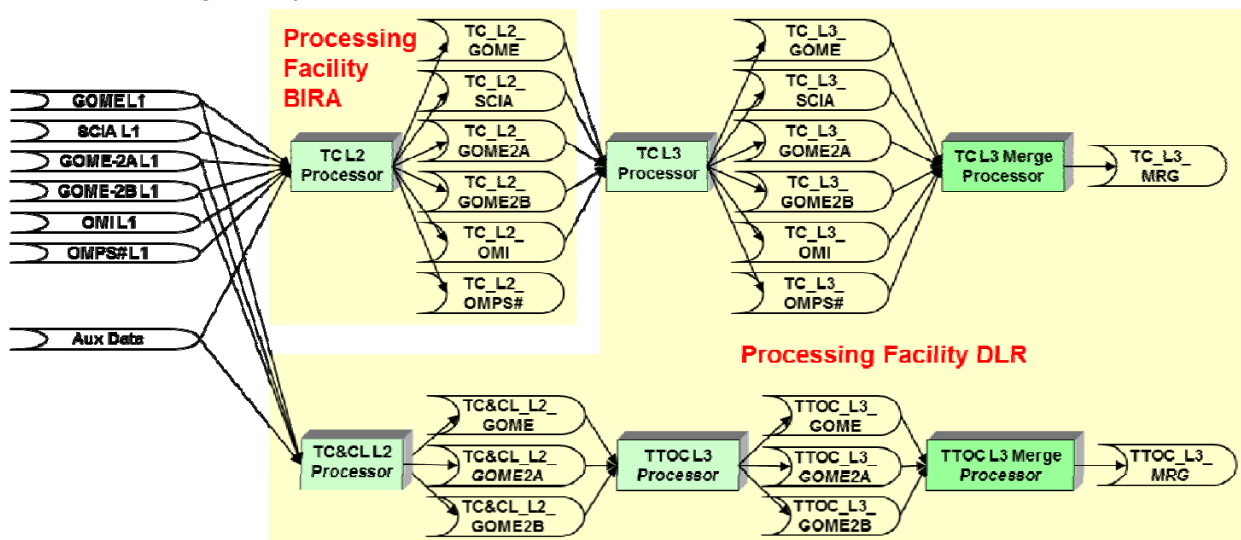 Processing
Facility
BIRA
GOME L1
SCIA L1
GOME-2A L1
GOME-2B L1
OMI L1
OMPS# L1
Aux Data
TC L2
Processor
TC_L2_
GOME
TC_L2_
SCIA
TC_L2_
GOME2A
TC_L2_
GOME2B
TC_L2_
OMI
TC_L2_
OMPS#
TC L3
Processor
TC_L3_
GOME
TC_L3_
SCIA
TC_L3_
GOME2A
TC_L3_
GOME2B
TC_L3_
OMI
TC_L3_
OMPS#
TC L3 Merge
Processor
TC_L3_
MRG
Processing Facility DLR
TC&CL L2
Processor
TC&CL_L2_
GOME
TC&CL_L2_
GOME2A
TC&CL_L2_
GOME2B
TTOC L3
Processor
TTOC_L3_
GOME
TTOC_L3_
GOME2A
TTOC_L3_
GOME2B
TTOC L3 Merge
Processor
TTOC_L3_
MRG